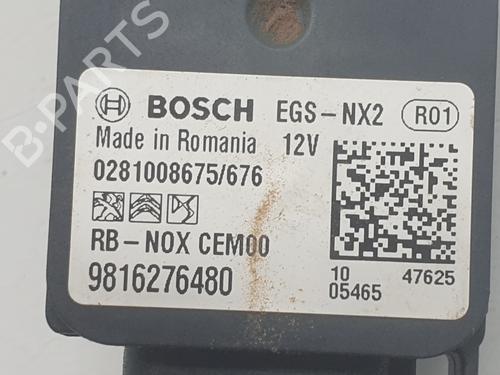 BOSCH EGS-NX2 R01
Made in Romania 12V
0281008675/676
RB-NOX CEM00
9816276480
10 47625
05465
B-PARTS